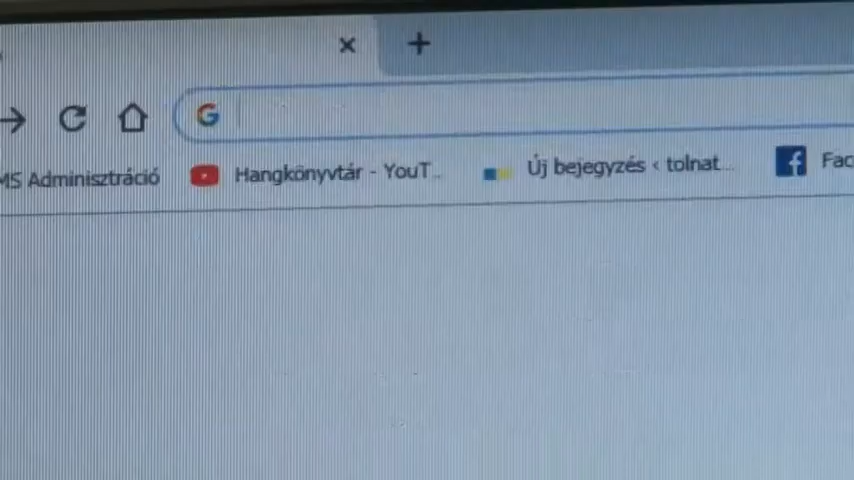 MS Adminisztráció Hangkönyvtár - YouT... Új bejegyzés ‹ tolnat... Fac